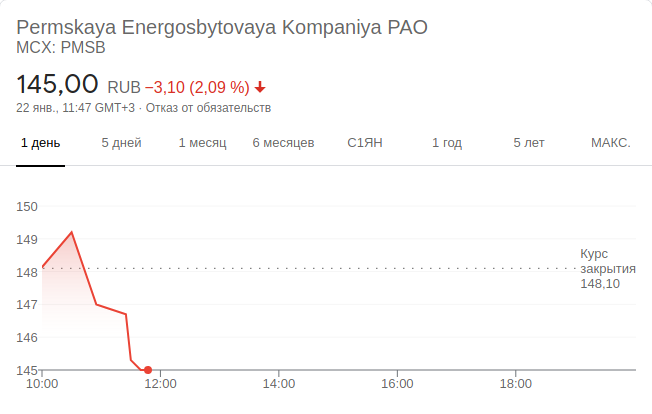 Permskaya Energosbytovaya Kompaniya PAO
MCX: PMSB
145,00 RUB −3,10 (2,09 %)
22 янв., 11:47 GMT+3 · Отказ от обязательств
1 день 5 дней 1 месяц 6 месяцев С1ЯН 1 год 5 лет МАКС.
150
149
148
147
146
145
Курс
закрытия
148,10
10:00 12:00 14:00 16:00 18:00